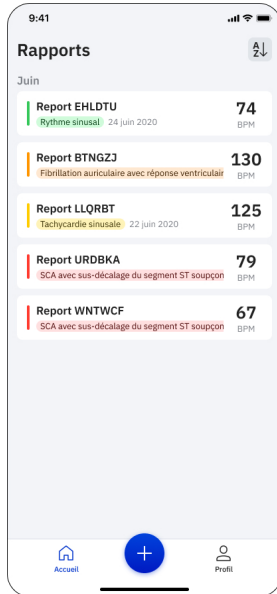 9:41
Rapports
A
Z
Juin
Report EHLDTU
74
Rythme sinusal 24 juin 2020
BPM
Report BTNGZJ
130
Fibrillation auriculaire avec réponse ventriculair
BPM
Report LLQRBT
125
Tachycardie sinusale 22 juin 2020
BPM
Report URDBKA
79
SCA avec sus-décalage du segment ST soupçon
BPM
Report WNTWCF
67
SCA avec sus-décalage du segment ST soupçon
BPM
Accueil
Profil